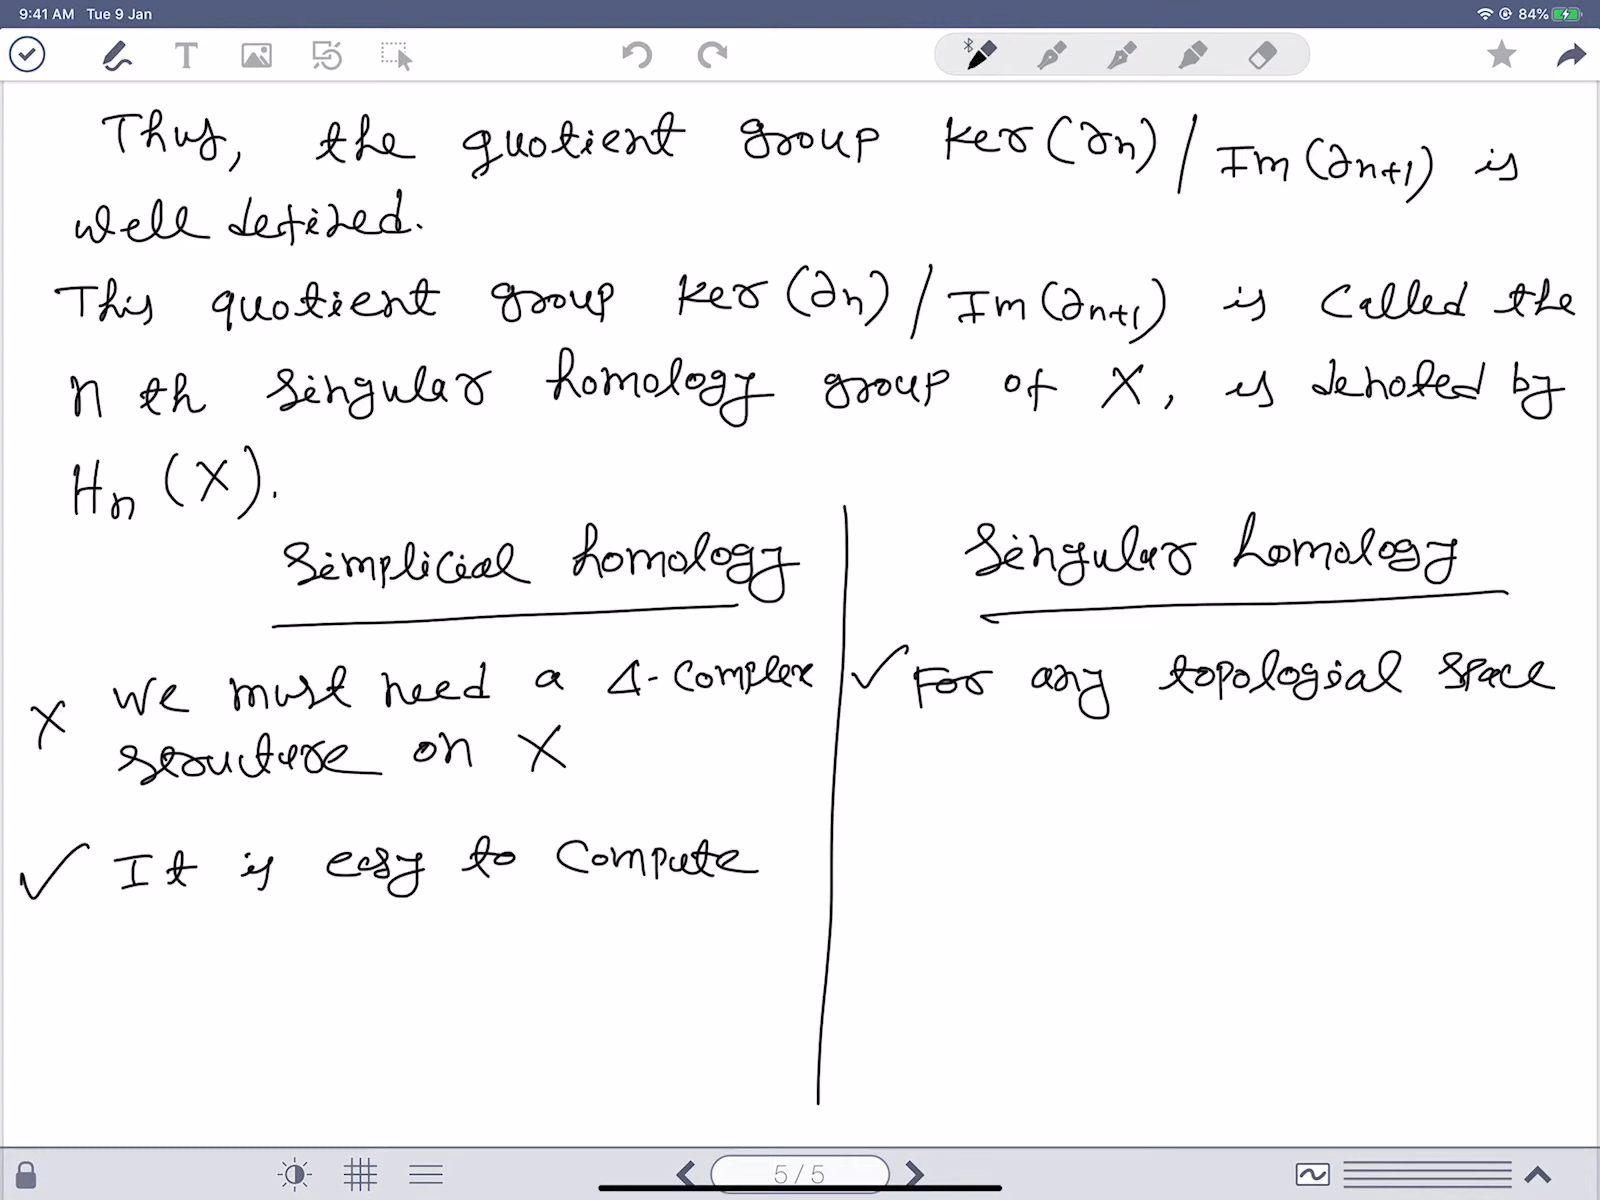 9:41 AM Tue 9 Jan 84%
Thus, the quotient group Ker(∂n) / Im(∂n+1) is
well defined.
This quotient group Ker(∂n) / Im(∂n+1) is called the
n th singular homology group of X, is denoted by
Hn(X).
Simplicial homology
Singular homology
X We must need a Δ-complex
structure on X
✓ For any topological space
✓ It is easy to compute
5/5